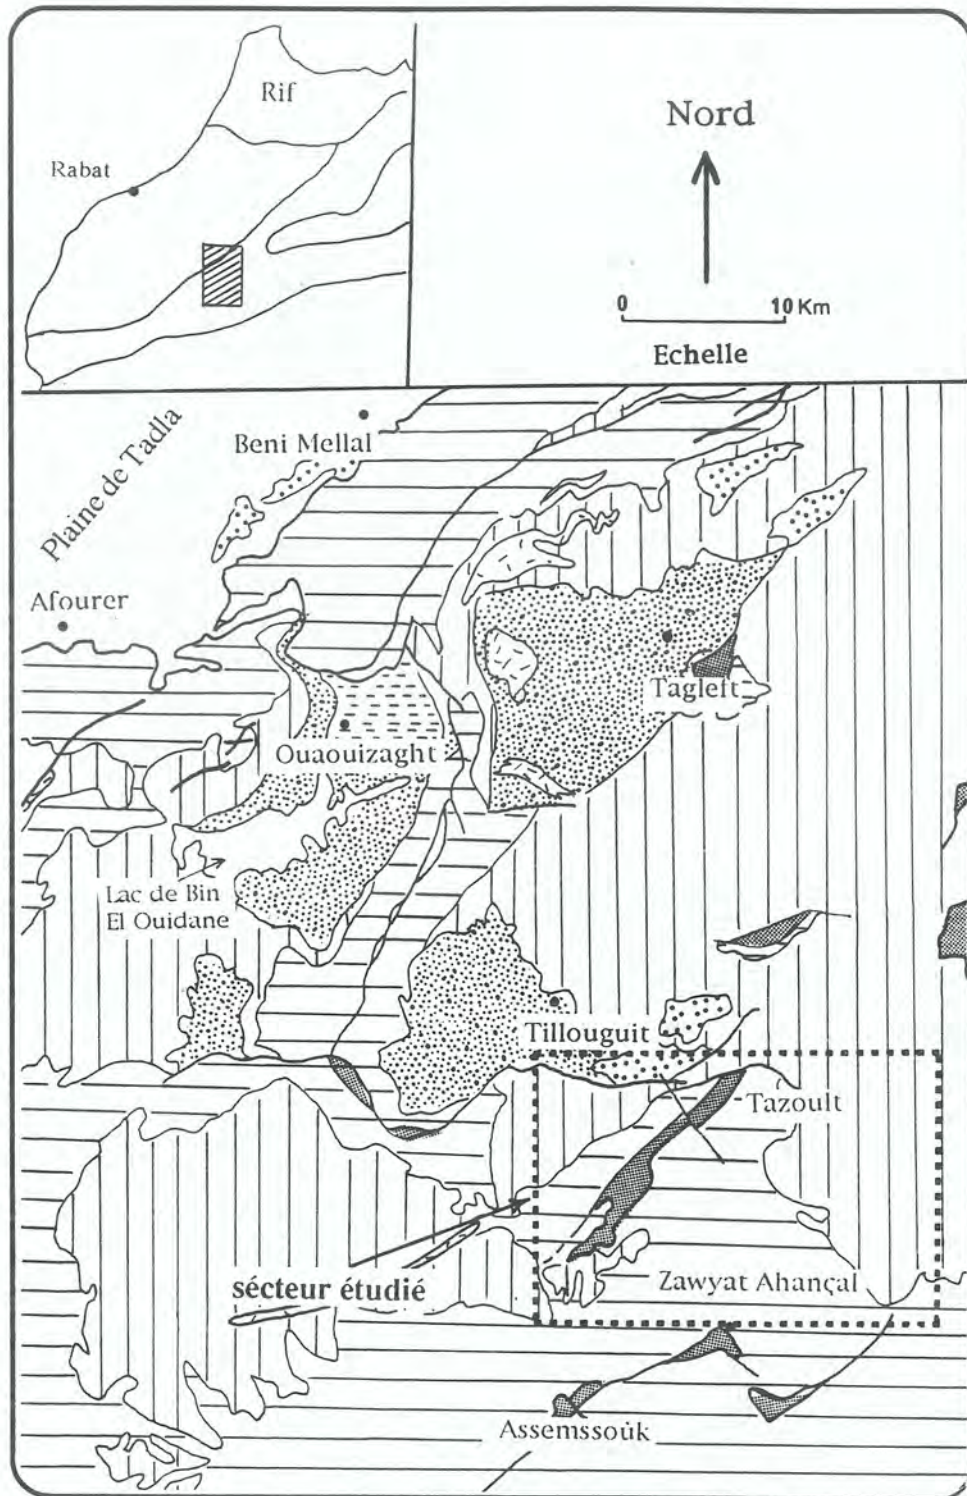 Rif
Rabat
Nord
0 10 Km
Echelle
Plaine de Tadla
Beni Mellal
Afourer
Tagleft
Ouaouizaght
Lac de Bin
El Ouidane
Tillouguit
Tazoult
sécteur étudié
Zawyat Ahançal
Assemssouk